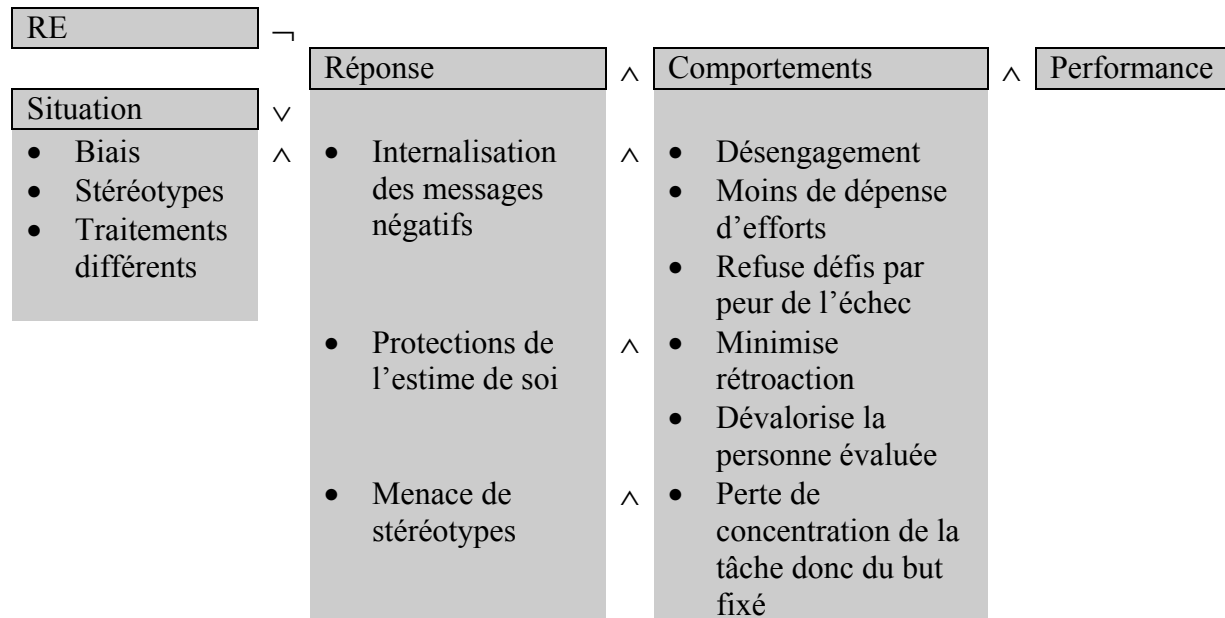 RE ¬
Réponse ∧ Comportements ∧ Performance
Situation ∨
• Biais ∧
• Stéréotypes
• Traitements
différents
• Internalisation ∧
des messages
négatifs
• Désengagement
• Moins de dépense
d’efforts
• Refuse défis par
peur de l’échec
• Protections de ∧
l’estime de soi
• Minimise
rétroaction
• Dévalorise la
personne évaluée
• Menace de ∧
stéréotypes
• Perte de
concentration de la
tâche donc du but
fixé